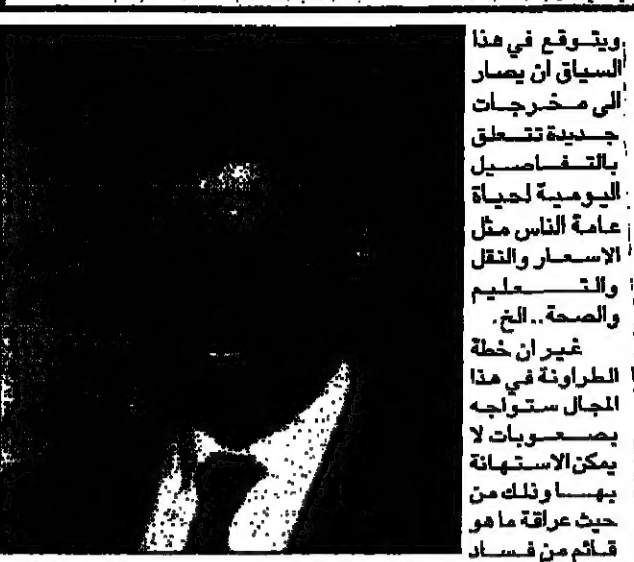 ويتوقع في هذا
السياق ان يصار
الى مخرجات
جديدة تتعلق
بالتفاصيل
اليومية لحياة
عامة الناس مثل
الاسعار والنقل
والتعليم
والصحة..الخ.
غير ان خطة
الطراونة في هذا
المجال ستواجه
بصعوبات لا
يمكن الاستهانة
بها وذلك من
حيث عراقة ما هو
قائم من فساد